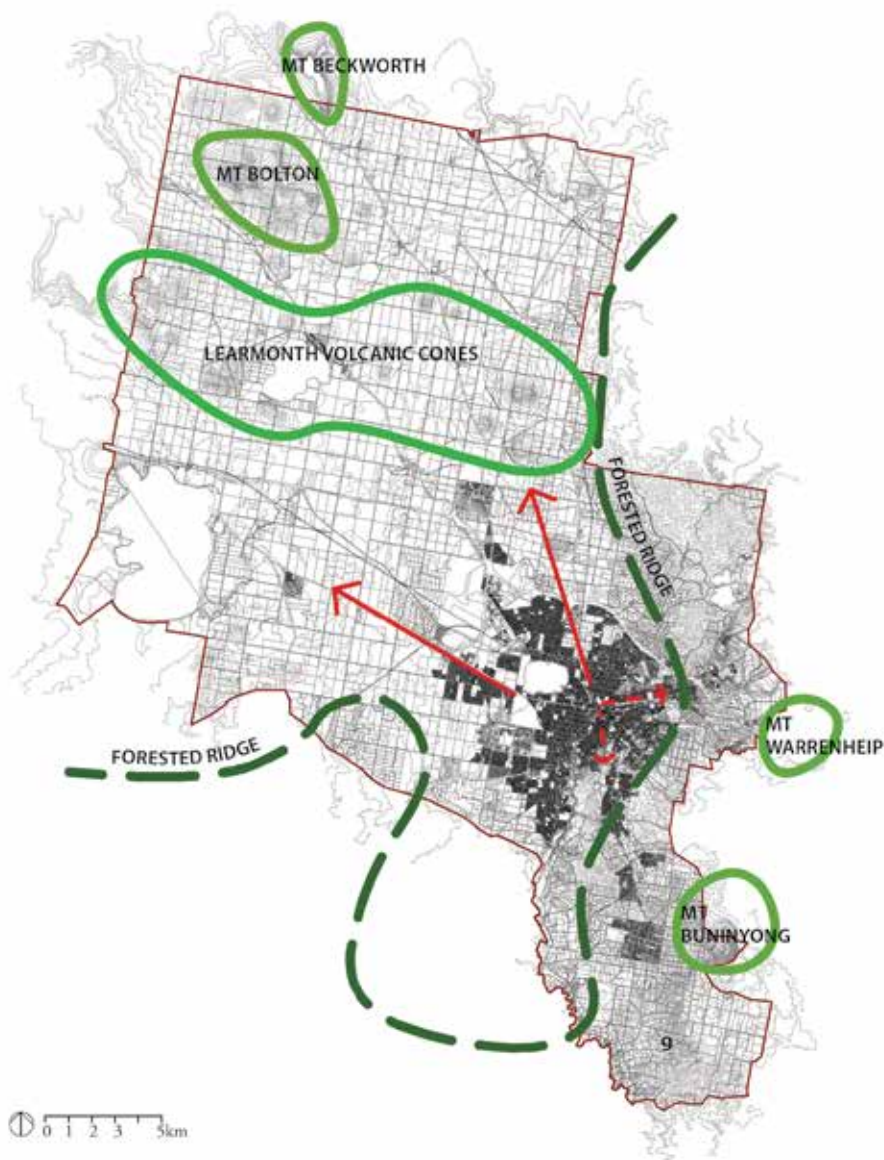 MT BECKWORTH
MT BOLTON
LEARMONTH VOLCANIC CONES
FORESTED RIDGE
FORESTED RIDGE
MT
WARRENHEIP
MT
BUNINYONG
9
0 1 2 3 5km